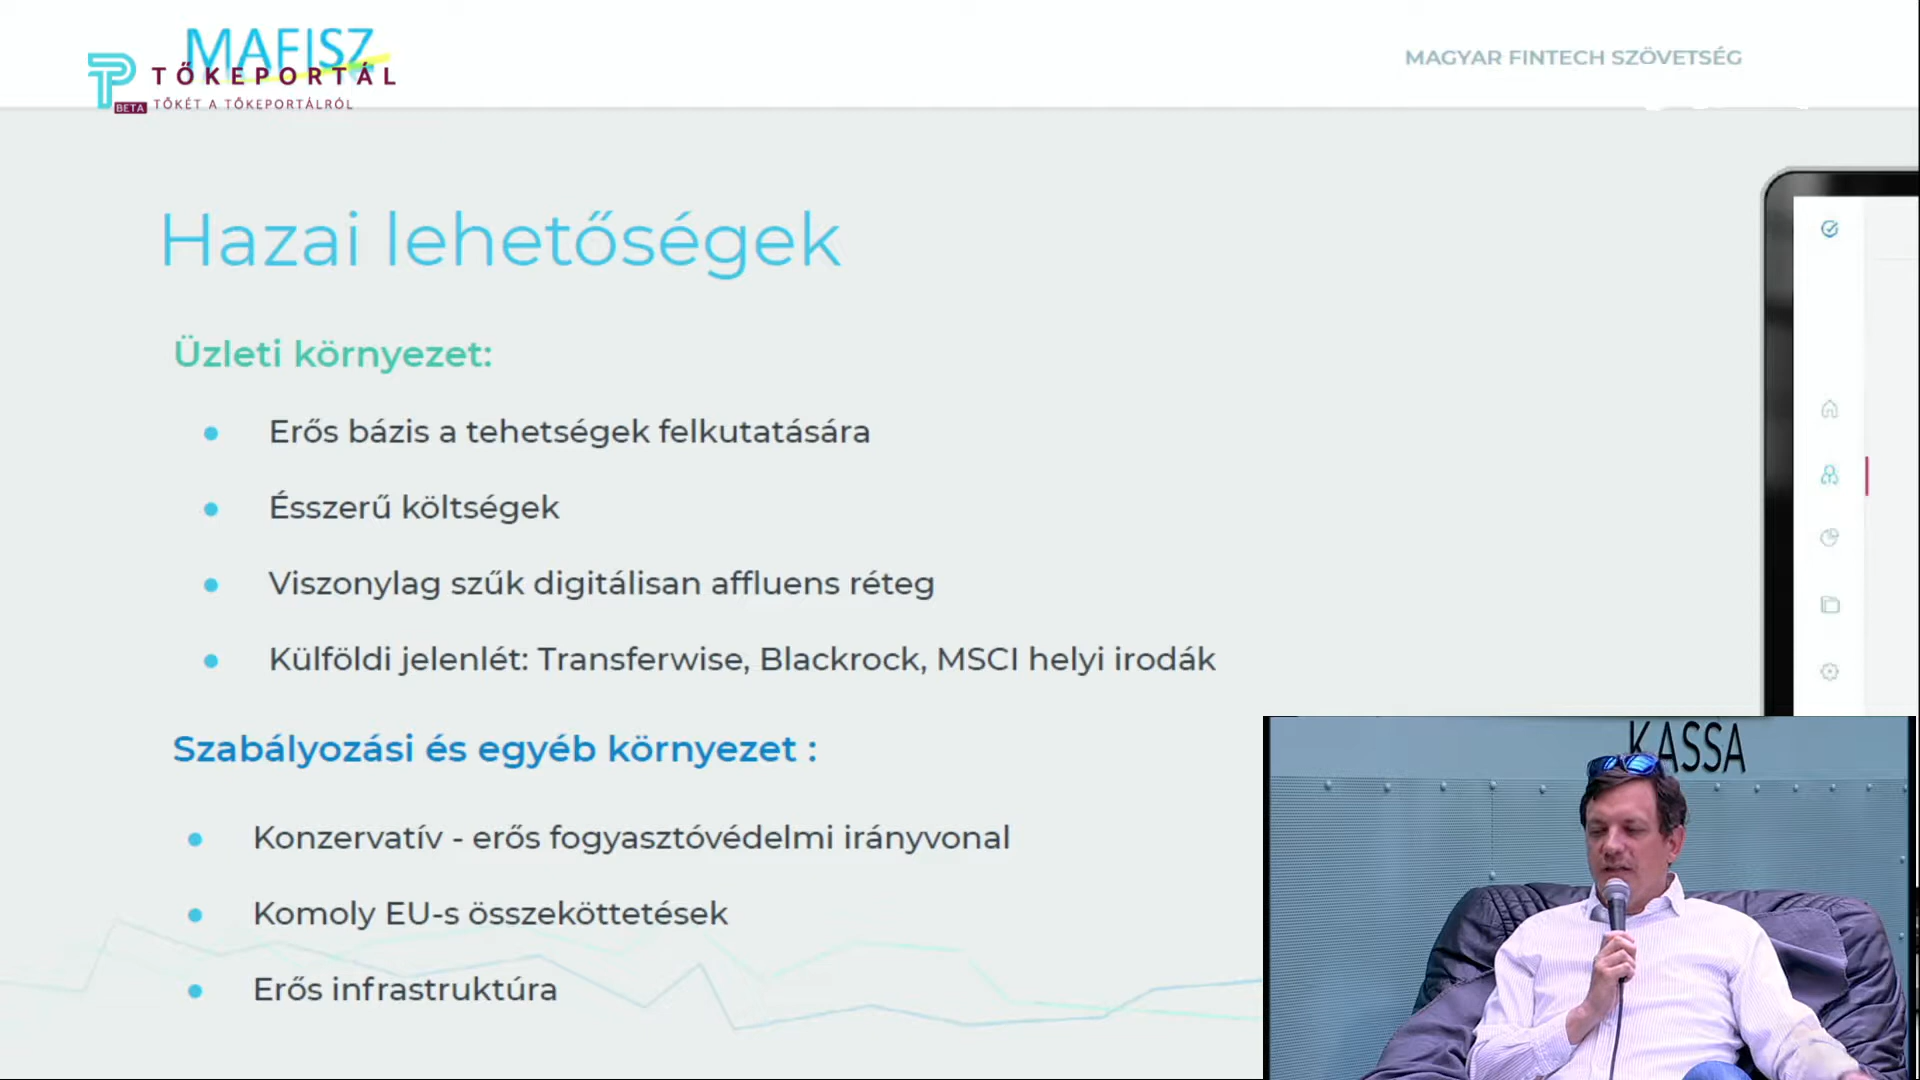 MAFISZ
TŐKEPORTÁL
BETA TŐKÉT A TŐKEPORTÁLRÓL
MAGYAR FINTECH SZÖVETSÉG
Hazai lehetőségek
Üzleti környezet:
Erős bázis a tehetségek felkutatására
Ésszerű költségek
Viszonylag szűk digitálisan affluens réteg
Külföldi jelenlét: Transferwise, Blackrock, MSCI helyi irodák
Szabályozási és egyéb környezet :
Konzervatív - erős fogyasztóvédelmi irányvonal
Komoly EU-s összeköttetések
Erős infrastruktúra
KASSA